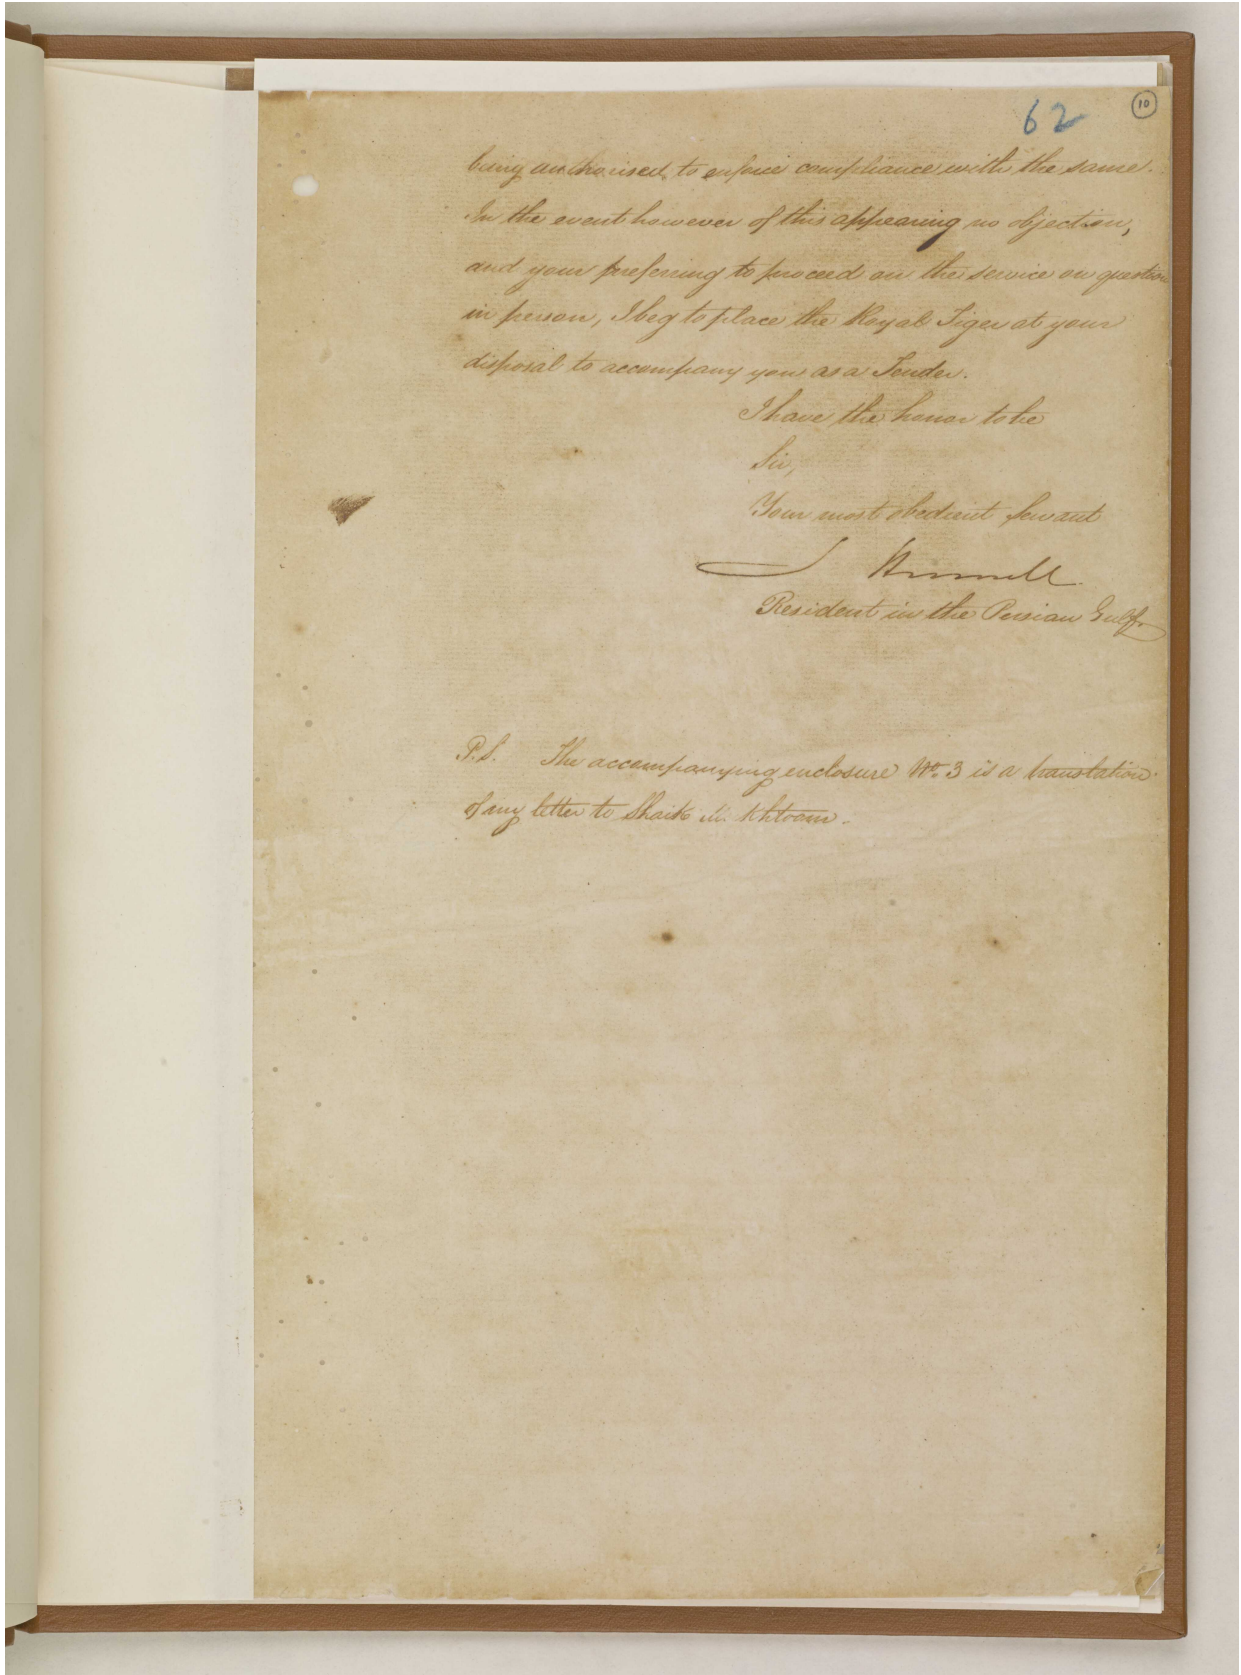 62
10
being authorised, to enforce compliance with the same.
In the event however of this appearing no objection,
and your preferring to proceed on the service in question
in person, I beg to place the Royal Tiger at your
disposal to accompany you as a Tender.
I have the honor to be
Sir,
Your most obedient Servant
J Hennell
Resident in the Persian Gulf.
P.S. The accompanying enclosure No. 3 is a translation
of my letter to Shaik